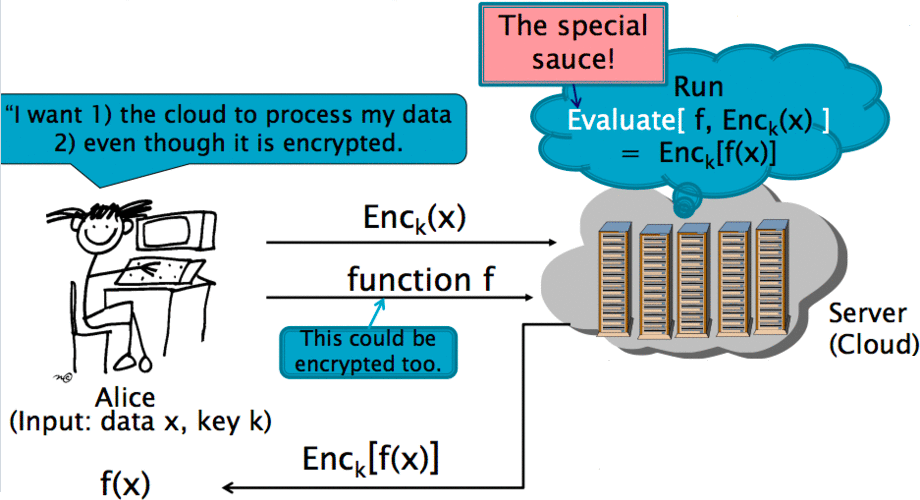 The special
sauce!
Run
Evaluate[ f, Enck(x) ]
= Enck[f(x)]
“I want 1) the cloud to process my data
2) even though it is encrypted.
Enck(x)
function f
This could be
encrypted too.
Server
(Cloud)
Alice
(Input: data x, key k)
Enck[f(x)]
f(x)